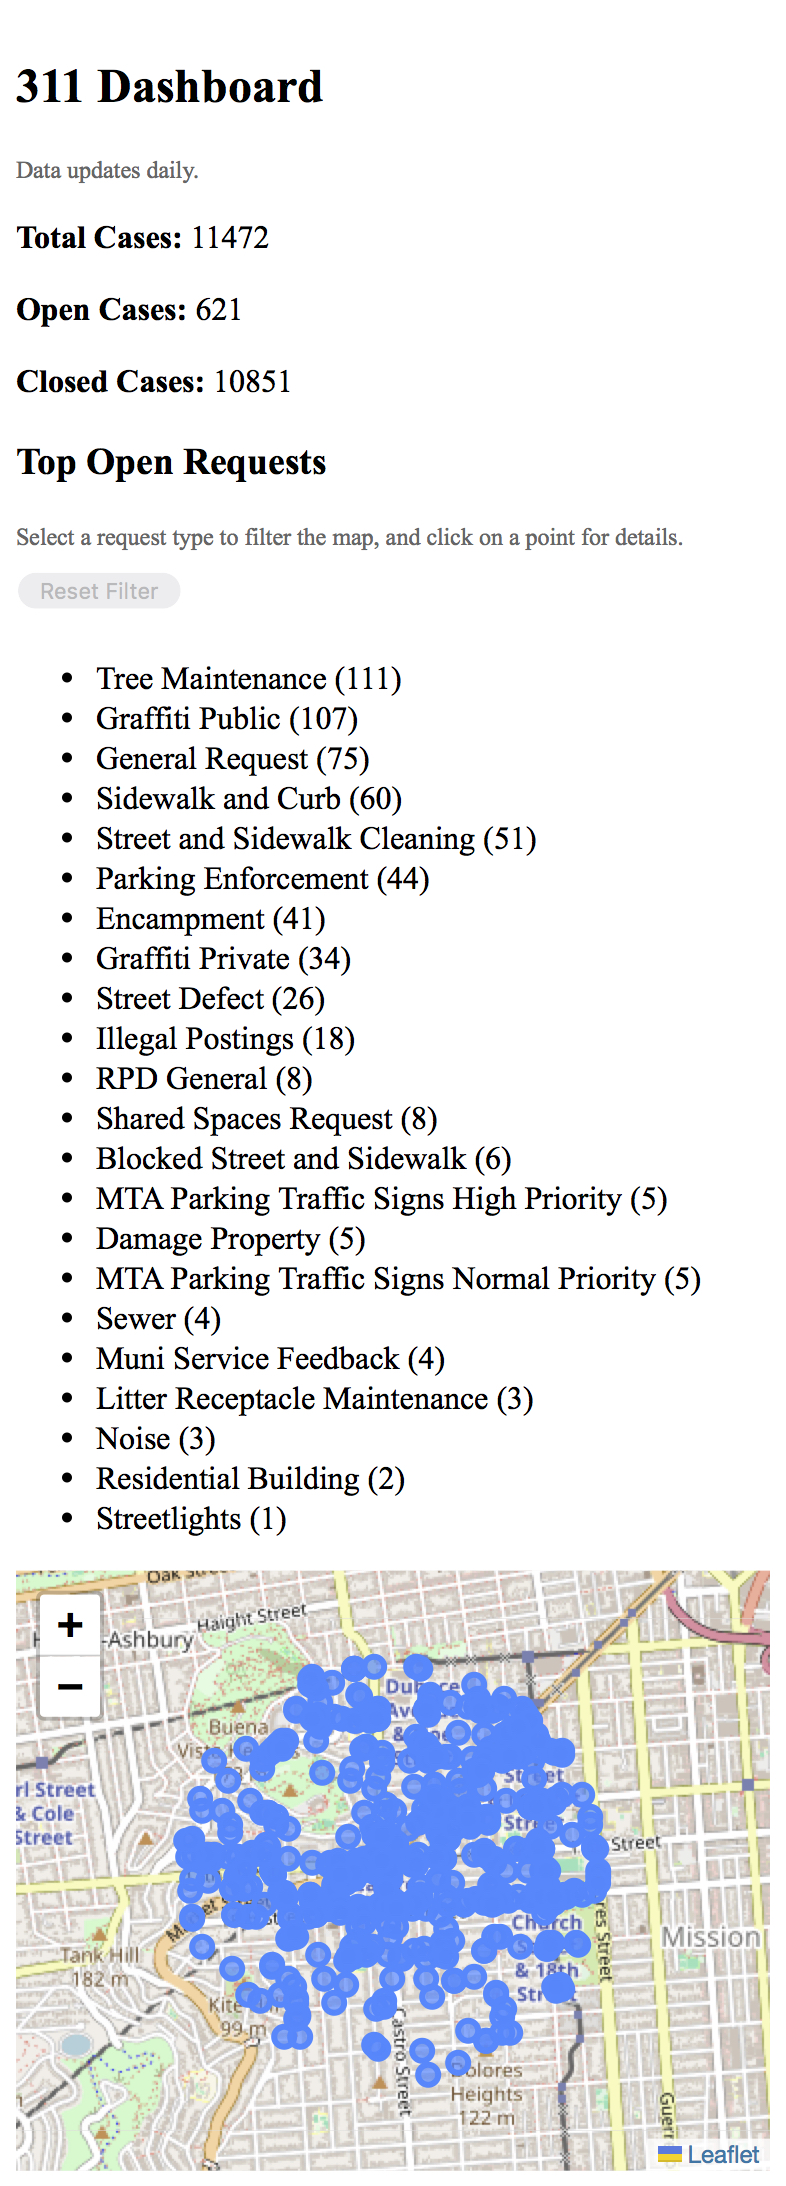 311 Dashboard
Data updates daily.
Total Cases: 11472
Open Cases: 621
Closed Cases: 10851
Top Open Requests
Select a request type to filter the map, and click on a point for details.
Reset Filter
Tree Maintenance (111)
Graffiti Public (107)
General Request (75)
Sidewalk and Curb (60)
Street and Sidewalk Cleaning (51)
Parking Enforcement (44)
Encampment (41)
Graffiti Private (34)
Street Defect (26)
Illegal Postings (18)
RPD General (8)
Shared Spaces Request (8)
Blocked Street and Sidewalk (6)
MTA Parking Traffic Signs High Priority (5)
Damage Property (5)
MTA Parking Traffic Signs Normal Priority (5)
Sewer (4)
Muni Service Feedback (4)
Litter Receptacle Maintenance (3)
Noise (3)
Residential Building (2)
Streetlights (1)
Oak
+
Haight Street
-Ashbury
−
Buena
rl Street
& Cole
Street
Street
Church
Mission
Tank Hill
182 m
& 18th
99 m
Castro Street
Dolores
Heights
122 m
Leaflet